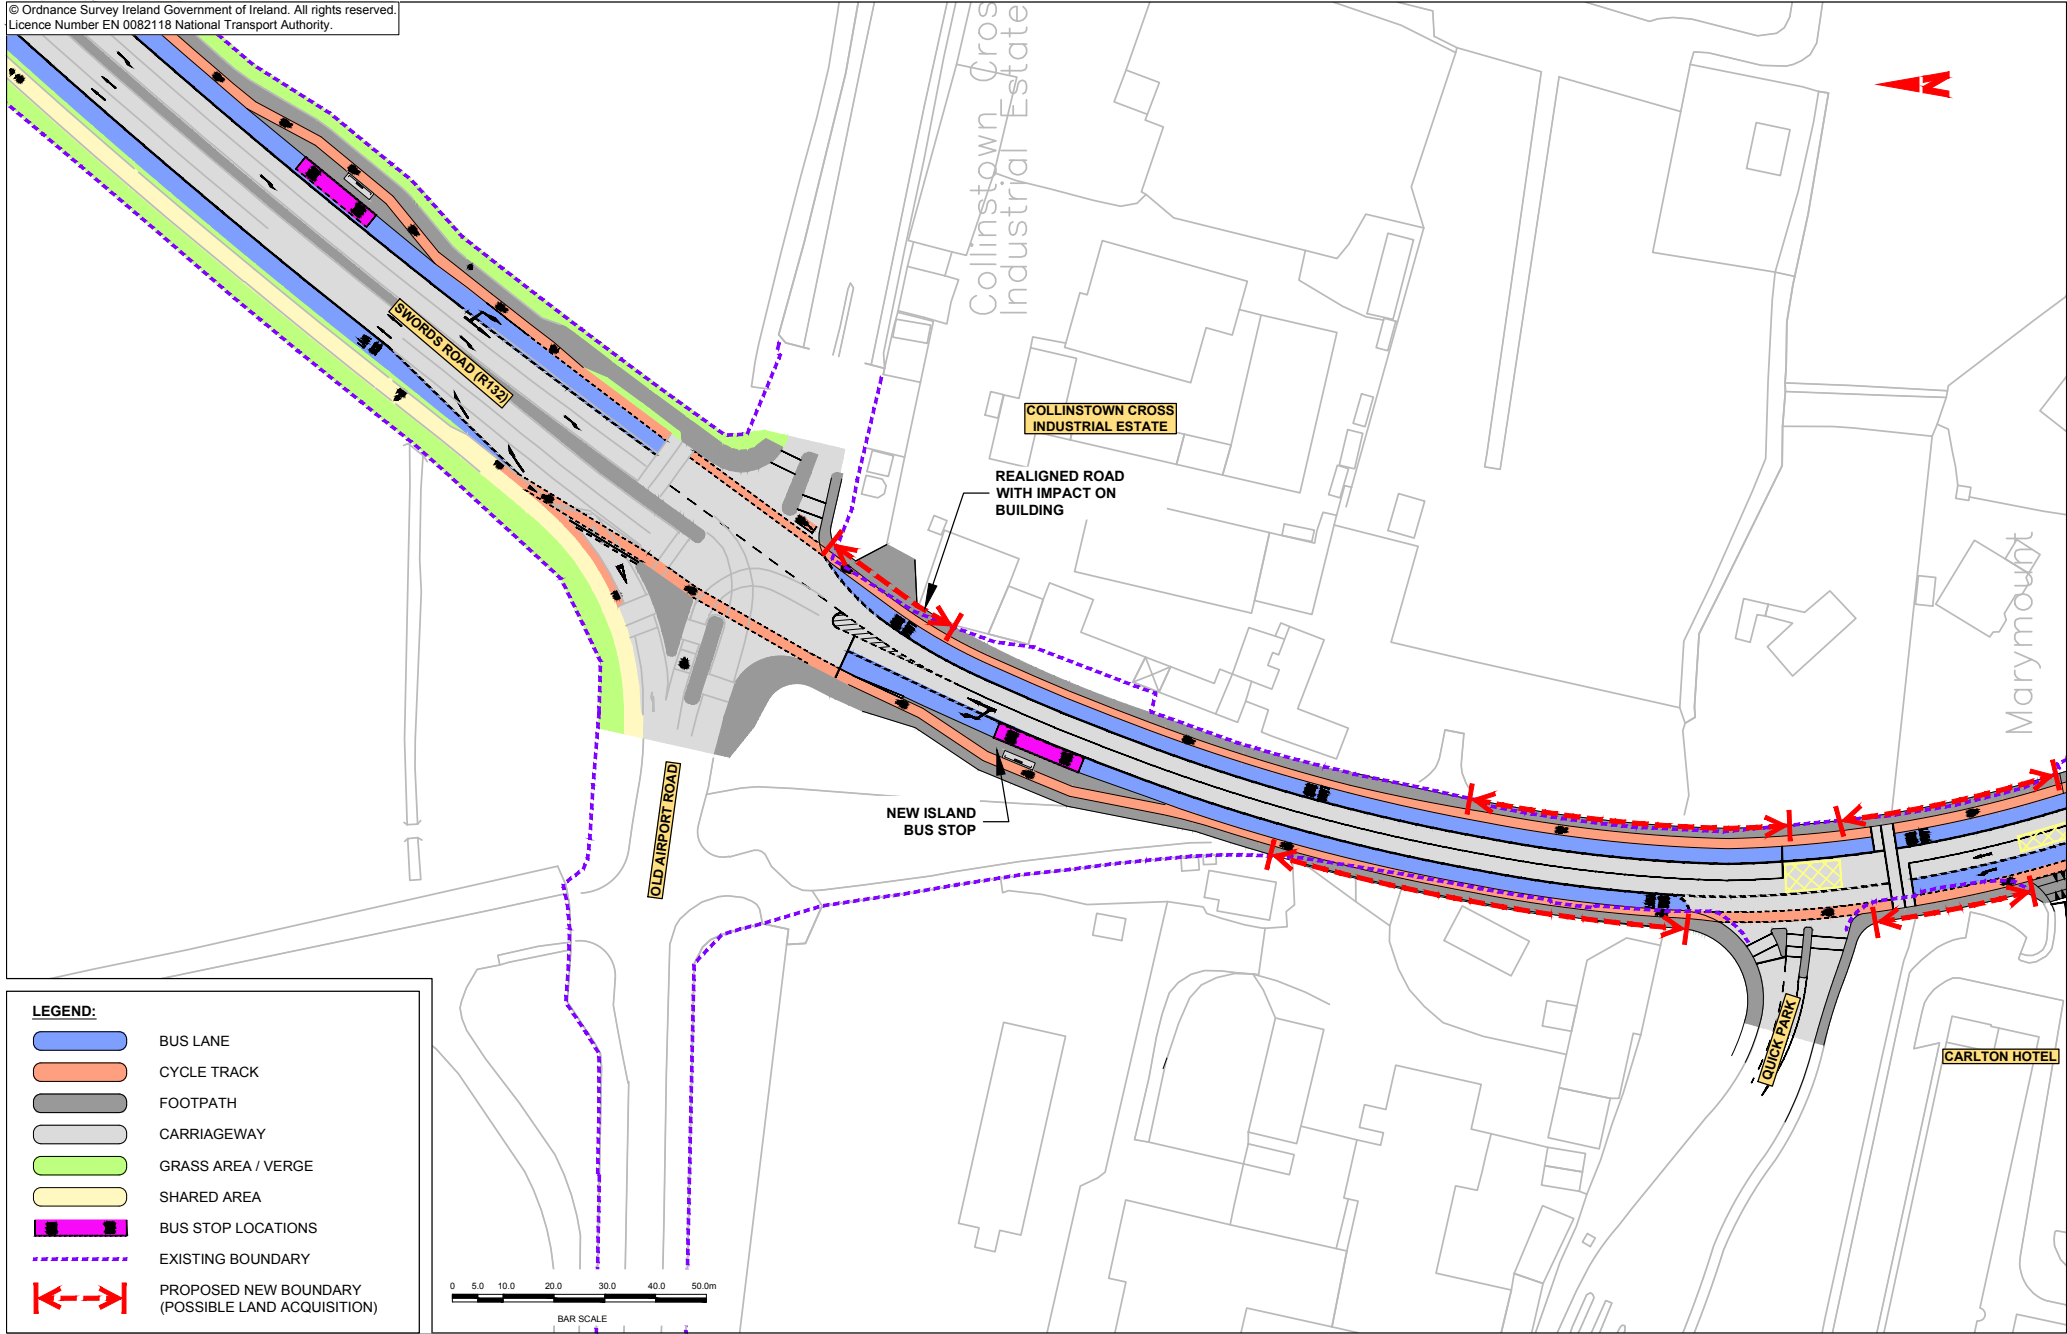 © Ordnance Survey Ireland Government of Ireland. All rights reserved.
Licence Number EN 0082118 National Transport Authority.
Collinstown Cros
Industrial Estate
N
SWORDS ROAD (R132)
COLLINSTOWN CROSS
INDUSTRIAL ESTATE
REALIGNED ROAD
WITH IMPACT ON
BUILDING
Marymount
NEW ISLAND
BUS STOP
OLD AIRPORT ROAD
QUICK PARK
CARLTON HOTEL
LEGEND:
BUS LANE
CYCLE TRACK
FOOTPATH
CARRIAGEWAY
GRASS AREA / VERGE
SHARED AREA
BUS STOP LOCATIONS
EXISTING BOUNDARY
PROPOSED NEW BOUNDARY
(POSSIBLE LAND ACQUISITION)
0 5.0 10.0 20.0 30.0 40.0 50.0m
BAR SCALE